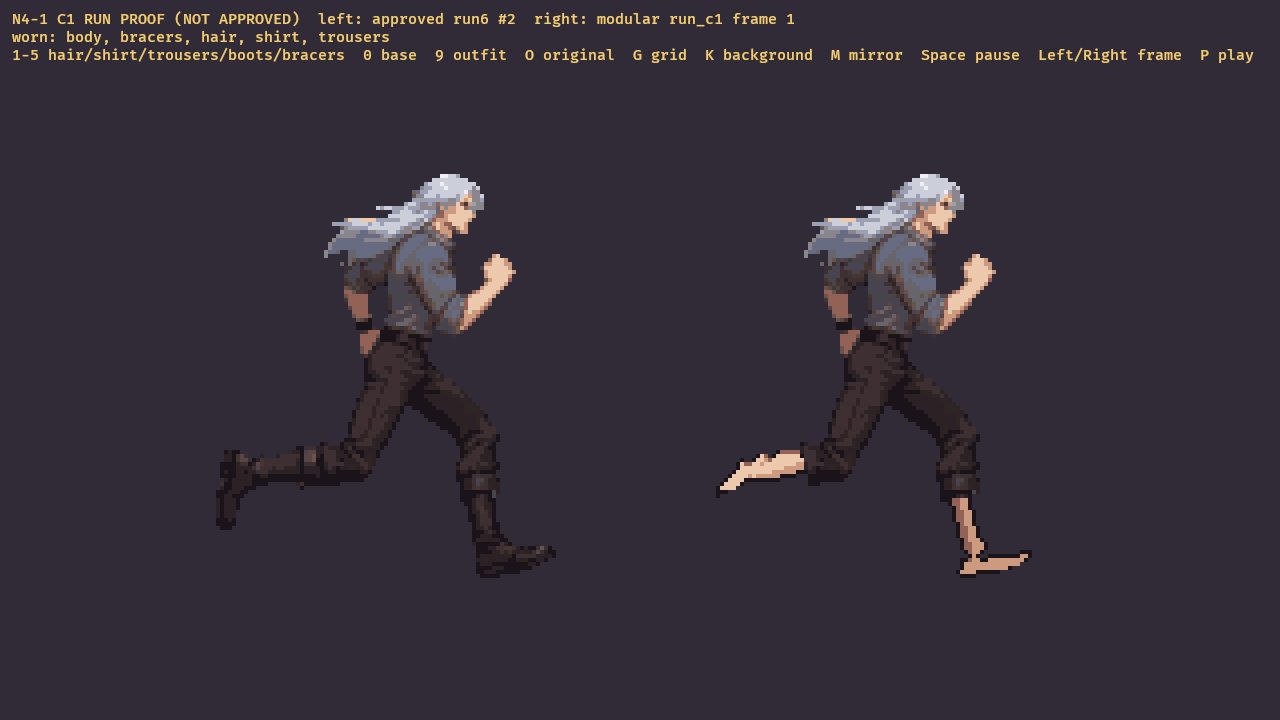 N4-1 C1 RUN PROOF (NOT APPROVED)  left: approved run6 #2  right: modular run_c1 frame 1
worn: body, bracers, hair, shirt, trousers
1-5 hair/shirt/trousers/boots/bracers  0 base  9 outfit  O original  G grid  K background  M mirror  Space pause  Left/Right frame  P play